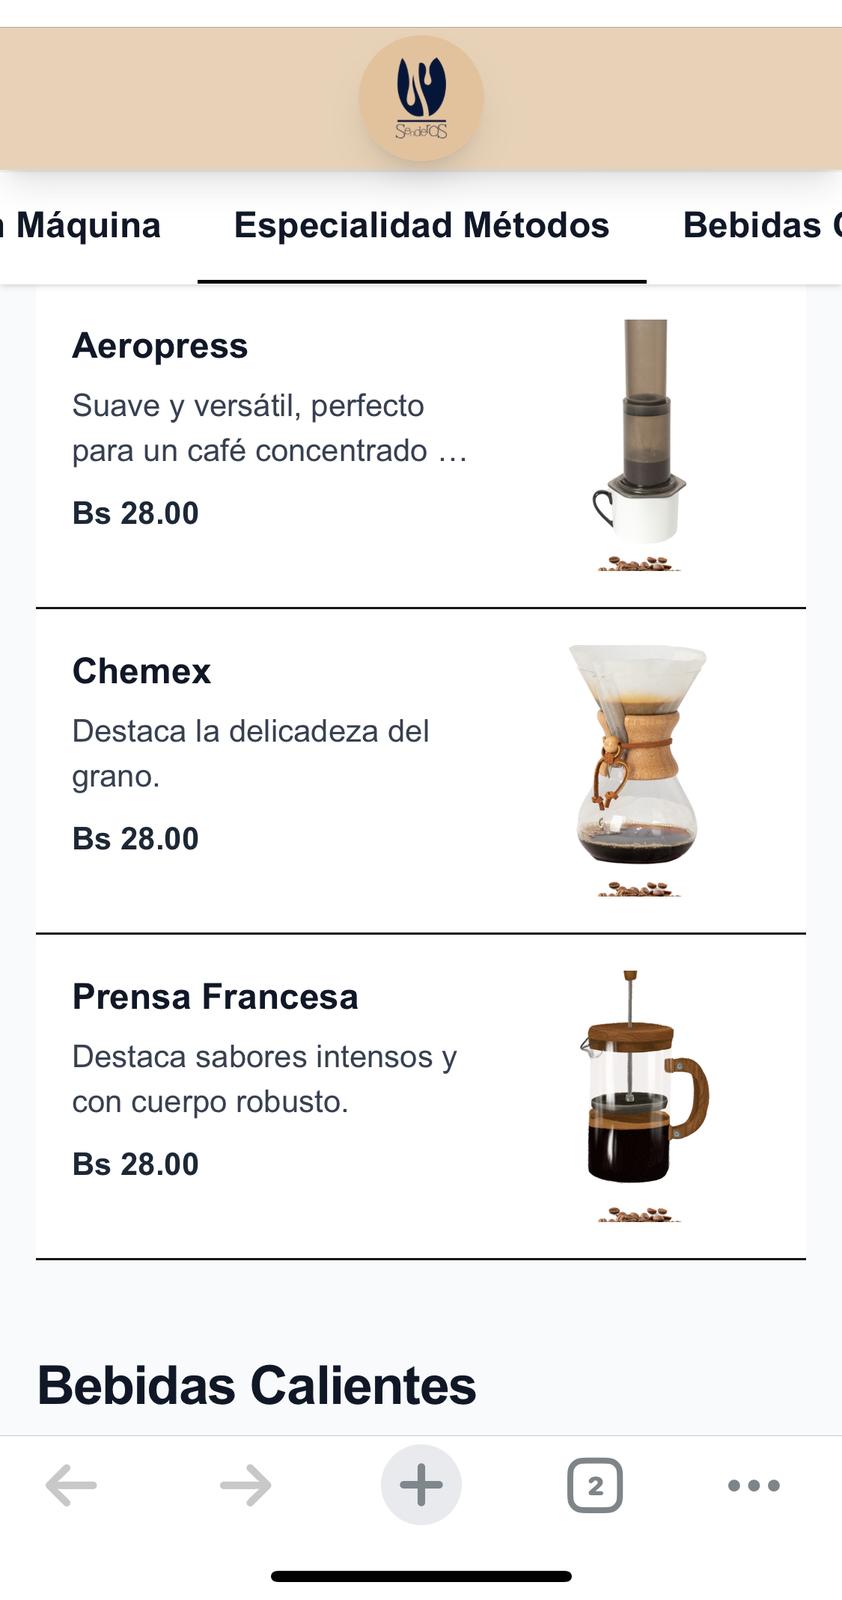 SenderoS
n Máquina
Especialidad Métodos
Bebidas C
Aeropress
Suave y versátil, perfecto
para un café concentrado …
Bs 28.00
Chemex
Destaca la delicadeza del
grano.
Bs 28.00
Prensa Francesa
Destaca sabores intensos y
con cuerpo robusto.
Bs 28.00
Bebidas Calientes
2